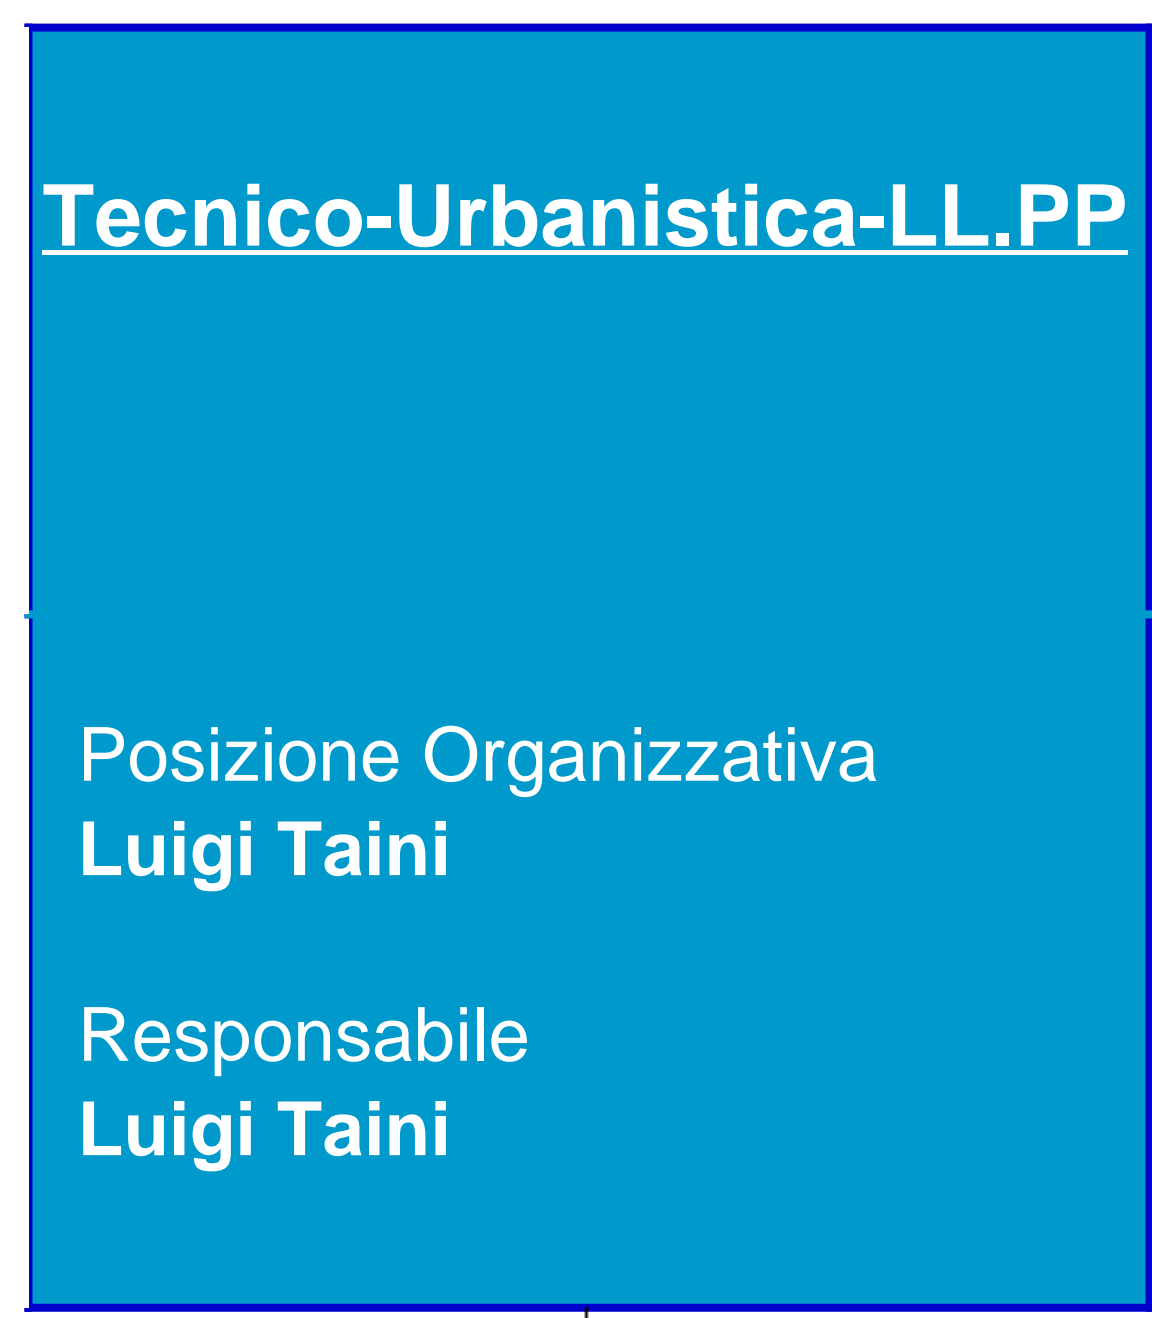 Tecnico-Urbanistica-LL.PP
Posizione Organizzativa
Luigi Taini
Responsabile
Luigi Taini